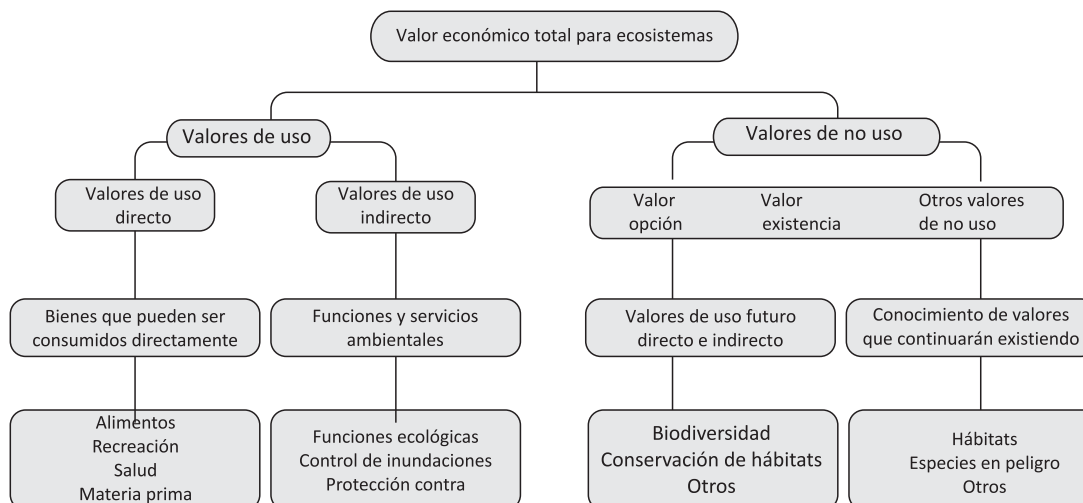 Valor económico total para ecosistemas
Valores de uso
Valores de no uso
Valores de uso
directo
Valores de uso
indirecto
Valor
opción
Valor
existencia
Otros valores
de no uso
Bienes que pueden ser
consumidos directamente
Funciones y servicios
ambientales
Valores de uso futuro
directo e indirecto
Conocimiento de valores
que continuarán existiendo
Alimentos
Recreación
Salud
Materia prima
Funciones ecológicas
Control de inundaciones
Protección contra
Biodiversidad
Conservación de hábitats
Otros
Hábitats
Especies en peligro
Otros